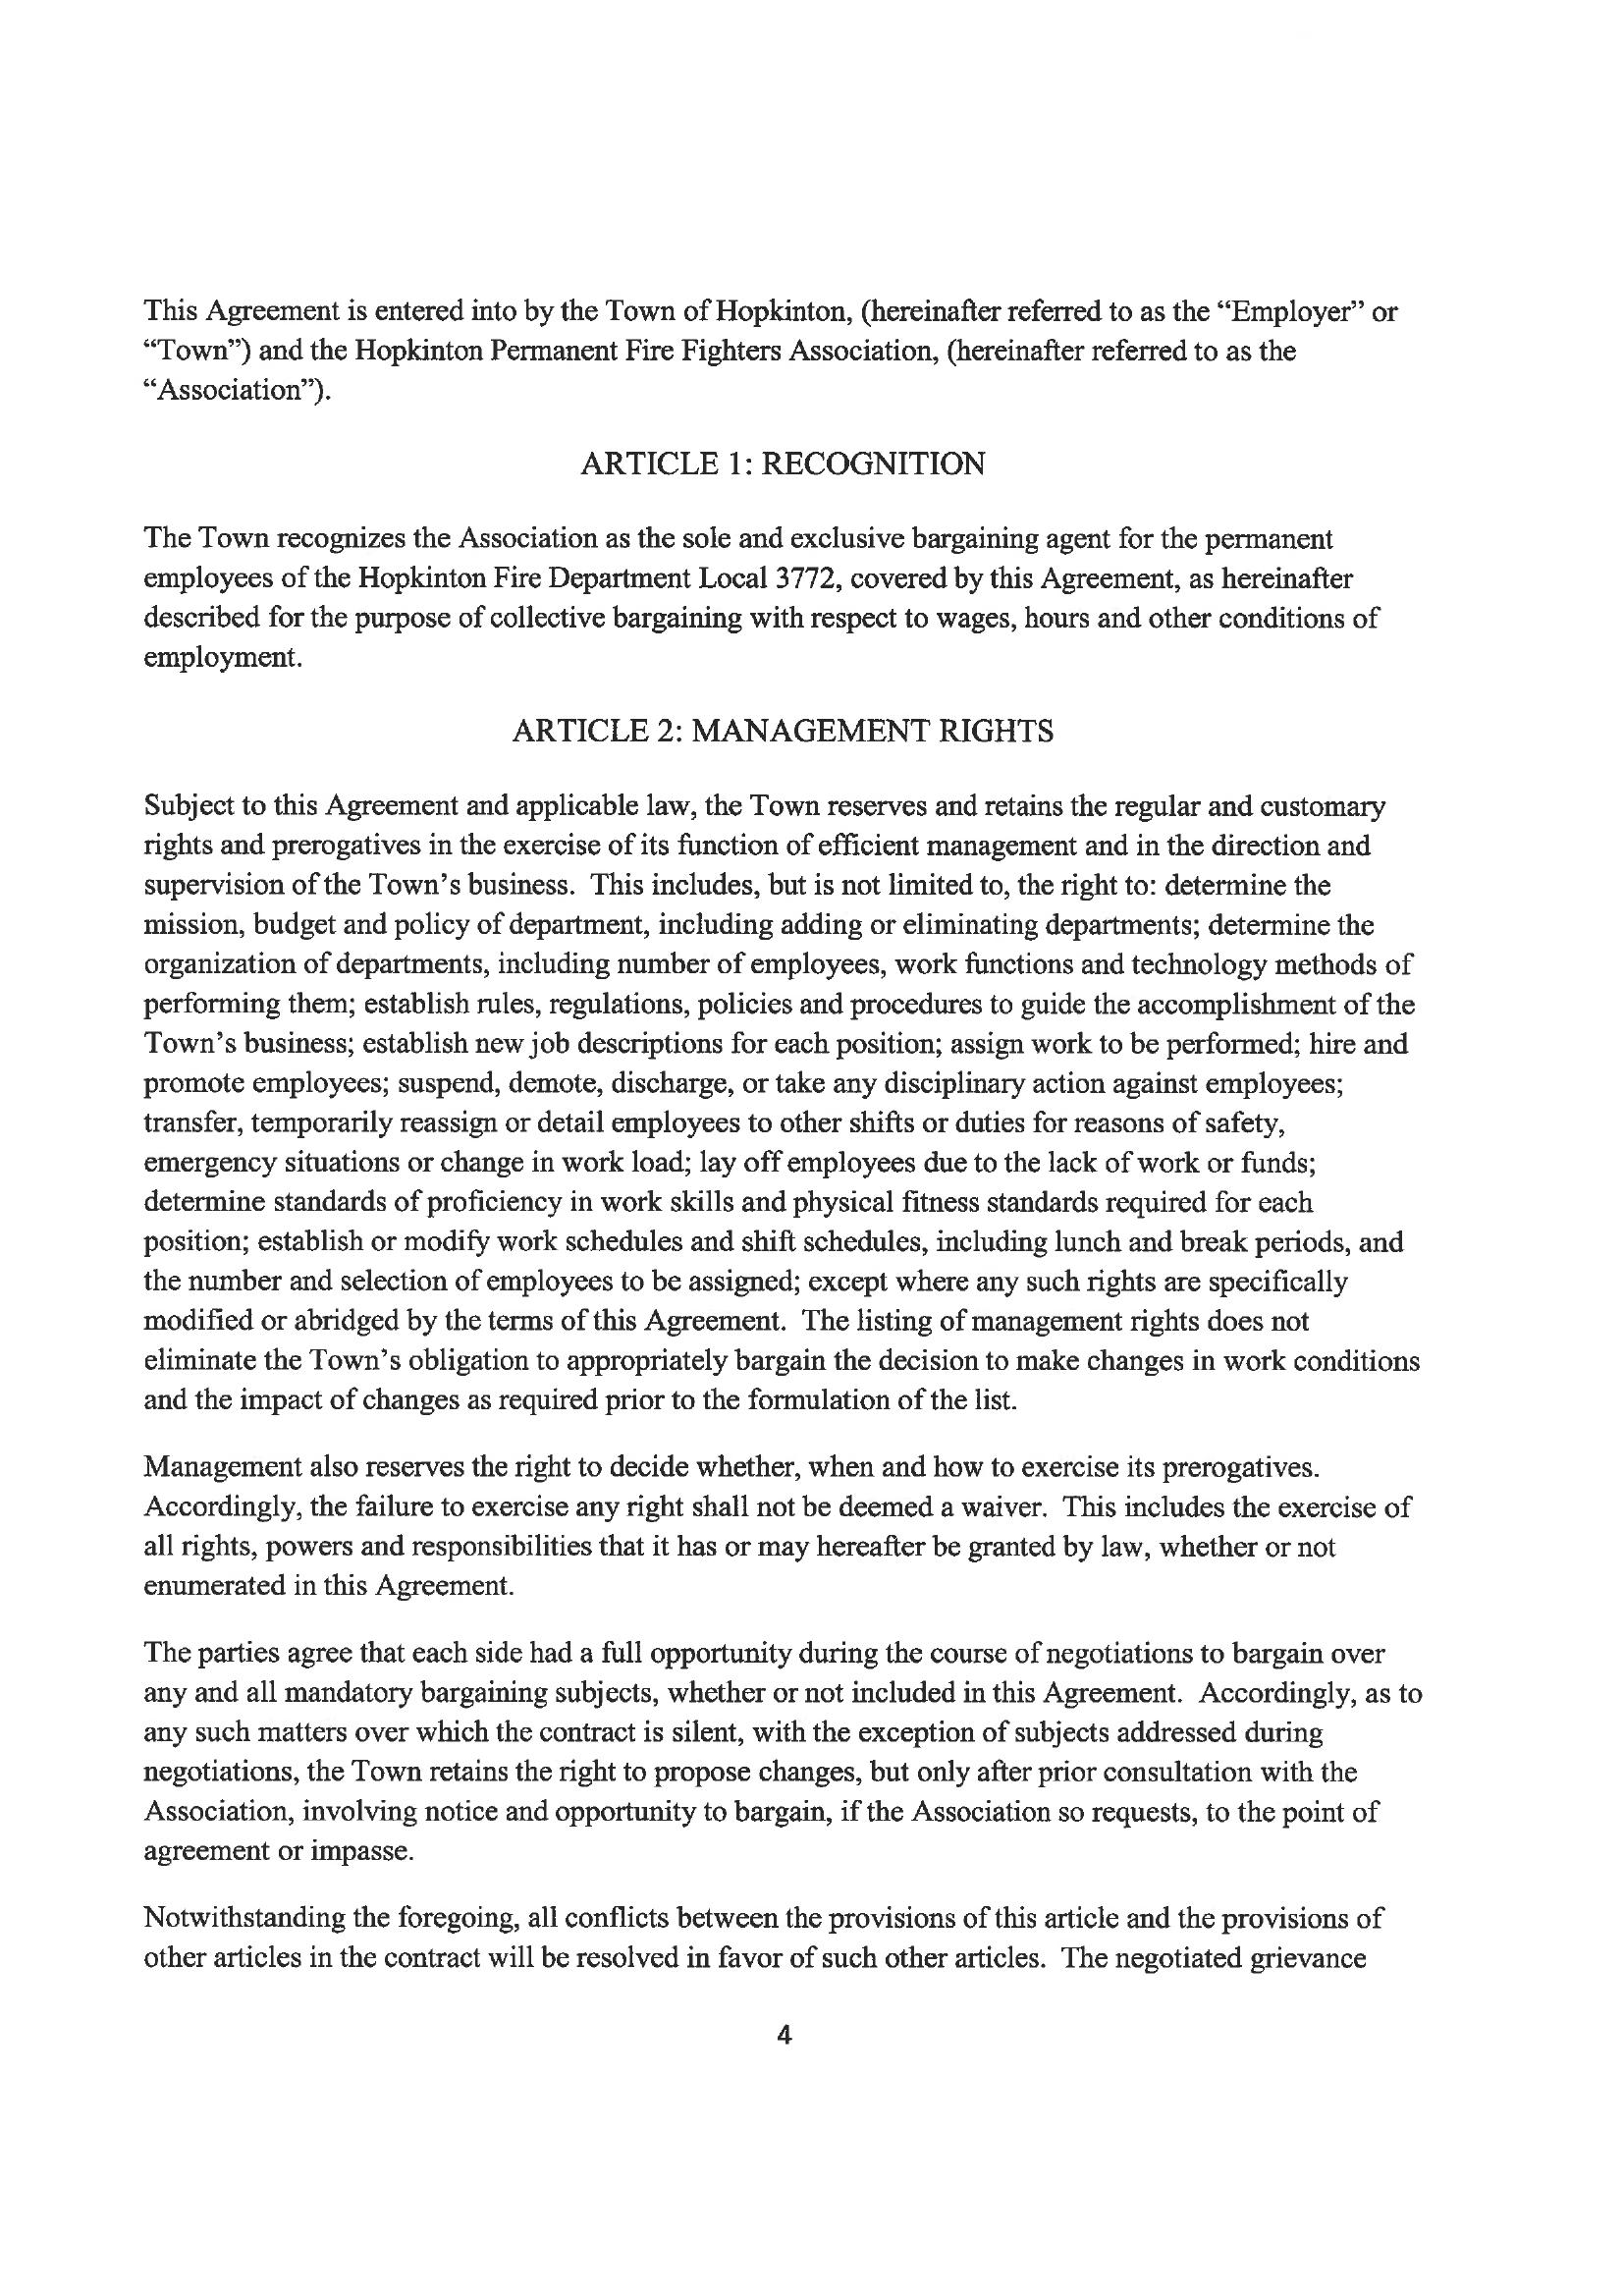 This Agreement is entered into by the Town of Hopkinton, (hereinafter referred to as the “Employer” or
“Town”) and the Hopkinton Permanent Fire Fighters Association, (hereinafter referred to as the
“Association”).
ARTICLE 1: RECOGNITION
The Town recognizes the Association as the sole and exclusive bargaining agent for the permanent
employees of the Hopkinton Fire Department Local 3772, covered by this Agreement, as hereinafter
described for the purpose of collective bargaining with respect to wages, hours and other conditions of
employment.
ARTICLE 2: MANAGEMENT RIGHTS
Subject to this Agreement and applicable law, the Town reserves and retains the regular and customary
rights and prerogatives in the exercise of its function of efficient management and in the direction and
supervision of the Town’s business.  This includes, but is not limited to, the right to: determine the
mission, budget and policy of department, including adding or eliminating departments; determine the
organization of departments, including number of employees, work functions and technology methods of
performing them; establish rules, regulations, policies and procedures to guide the accomplishment of the
Town’s business; establish new job descriptions for each position; assign work to be performed; hire and
promote employees; suspend, demote, discharge, or take any disciplinary action against employees;
transfer, temporarily reassign or detail employees to other shifts or duties for reasons of safety,
emergency situations or change in work load; lay off employees due to the lack of work or funds;
determine standards of proficiency in work skills and physical fitness standards required for each
position; establish or modify work schedules and shift schedules, including lunch and break periods, and
the number and selection of employees to be assigned; except where any such rights are specifically
modified or abridged by the terms of this Agreement.  The listing of management rights does not
eliminate the Town’s obligation to appropriately bargain the decision to make changes in work conditions
and the impact of changes as required prior to the formulation of the list.
Management also reserves the right to decide whether, when and how to exercise its prerogatives.
Accordingly, the failure to exercise any right shall not be deemed a waiver.  This includes the exercise of
all rights, powers and responsibilities that it has or may hereafter be granted by law, whether or not
enumerated in this Agreement.
The parties agree that each side had a full opportunity during the course of negotiations to bargain over
any and all mandatory bargaining subjects, whether or not included in this Agreement.  Accordingly, as to
any such matters over which the contract is silent, with the exception of subjects addressed during
negotiations, the Town retains the right to propose changes, but only after prior consultation with the
Association, involving notice and opportunity to bargain, if the Association so requests, to the point of
agreement or impasse.
Notwithstanding the foregoing, all conflicts between the provisions of this article and the provisions of
other articles in the contract will be resolved in favor of such other articles.  The negotiated grievance
4